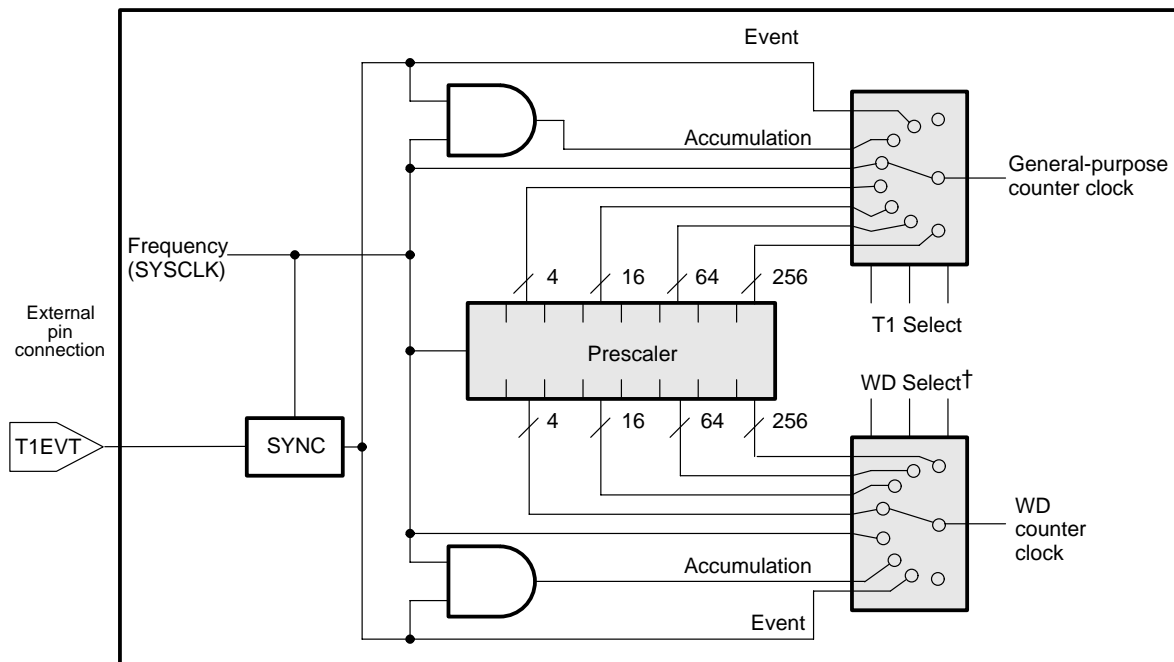 Event
Accumulation
General-purpose
counter clock
Frequency
(SYSCLK)
/ 4
/ 16
/ 64
/ 256
External
pin
connection
T1 Select
Prescaler
WD Select†
/ 4
/ 16
/ 64
/ 256
T1EVT
SYNC
WD
counter
clock
Accumulation
Event